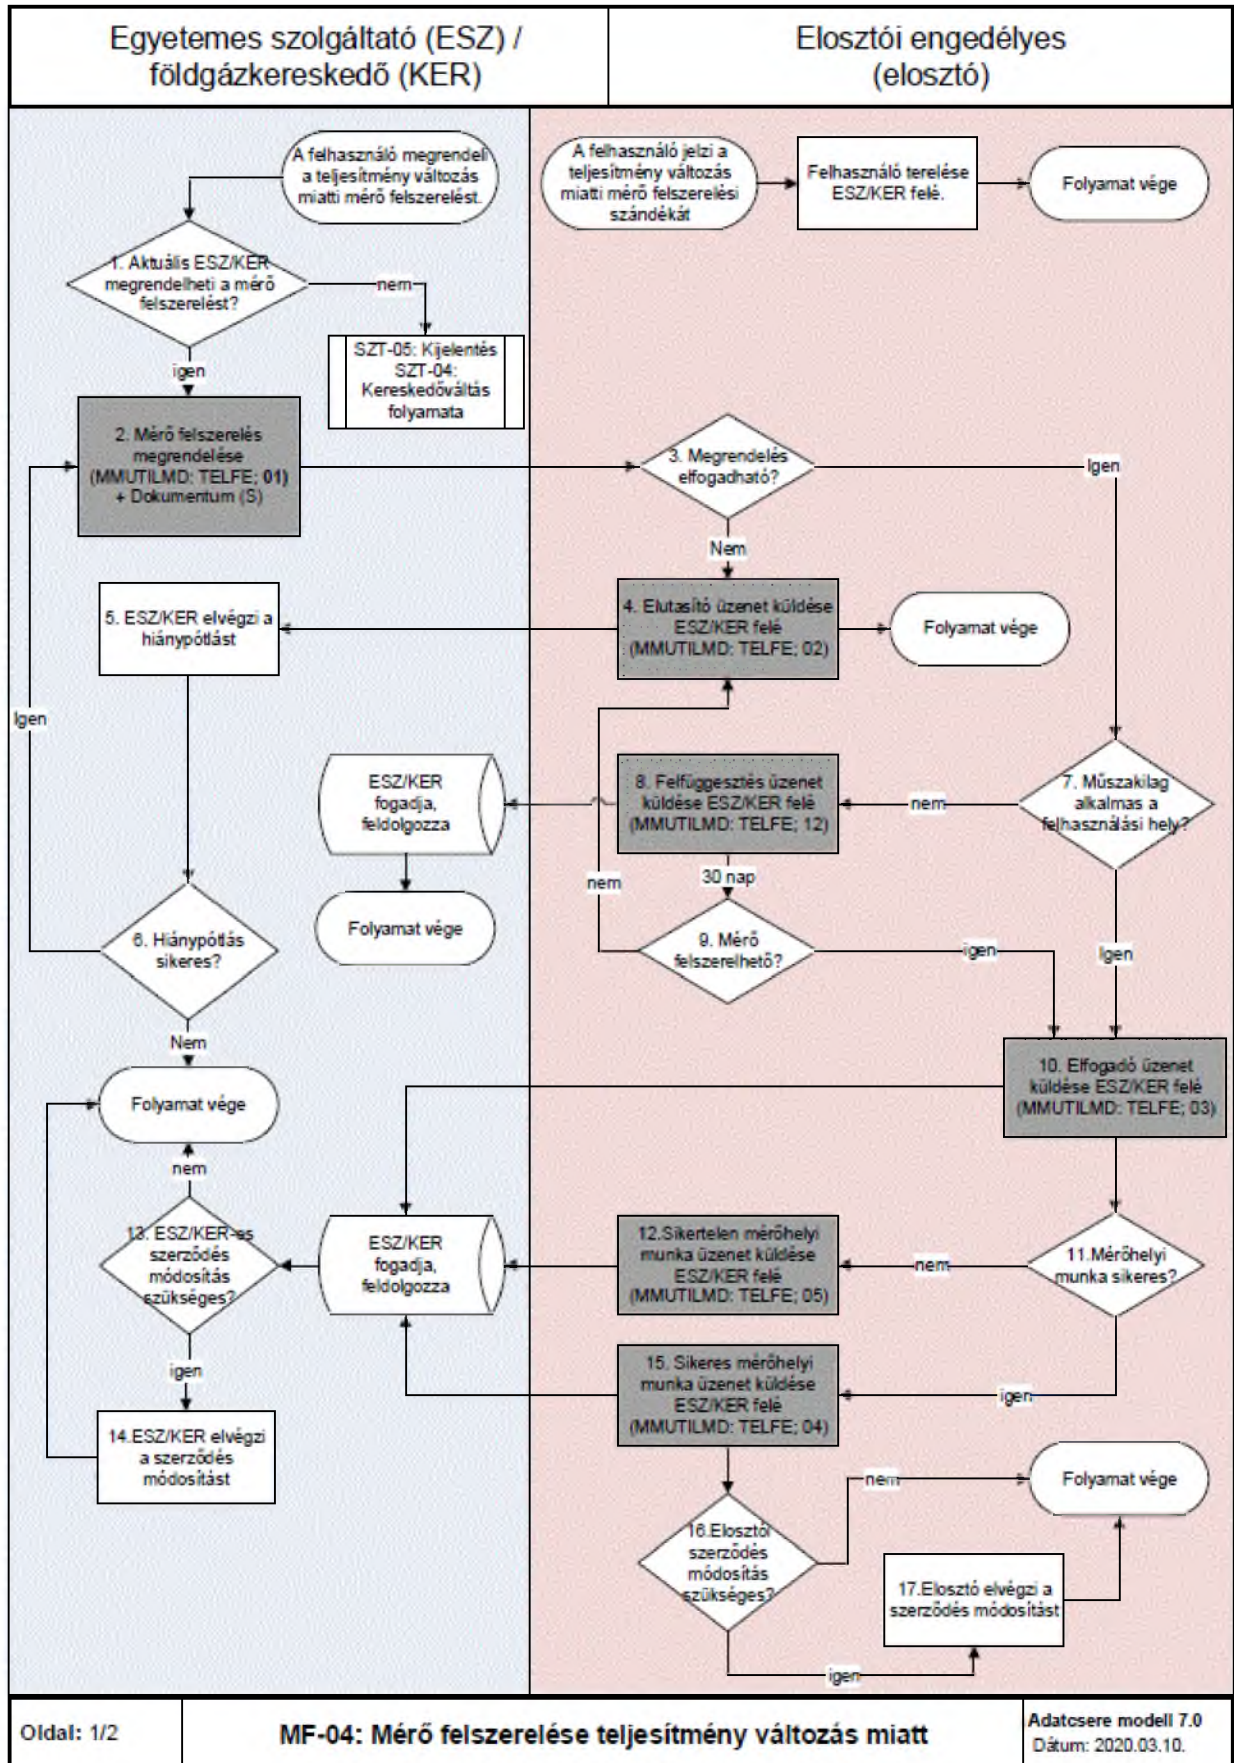 Egyetemes szolgáltató (ESZ) /
földgázkereskedő (KER)
Elosztói engedélyes
(elosztó)
A felhasználó megrendeli
a teljesítmény változás
miatti mérő felszerelést.
A felhasználó jelzi a
teljesítmény változás
miatti mérő felszerelési
szándékát
Felhasználó terelése
ESZ/KER felé.
Folyamat vége
1. Aktuális ESZ/KER
megrendelheti a mérő
felszerelést?
nem
igen
SZT-05: Kijelentés
SZT-04:
Kereskedőváltás
folyamata
2. Mérő felszerelés
megrendelése
(MMUTILMD: TELFE; 01)
+ Dokumentum (S)
3. Megrendelés
elfogadható?
Igen
Nem
4. Elutasító üzenet küldése
ESZ/KER felé
(MMUTILMD: TELFE; 02)
Folyamat vége
5. ESZ/KER elvégzi a
hiánypótlást
Igen
ESZ/KER
fogadja,
feldolgozza
8. Felfüggesztés üzenet
küldése ESZ/KER felé
(MMUTILMD: TELFE; 12)
nem
7. Műszakilag
alkalmas a
felhasználási hely?
30 nap
nem
Folyamat vége
6. Hiánypótlás
sikeres?
9. Mérő
felszerelhető?
igen
Igen
Nem
Folyamat vége
10. Elfogadó üzenet
küldése ESZ/KER felé
(MMUTILMD: TELFE; 03)
nem
13. ESZ/KER-es
szerződés
módosítás
szükséges?
ESZ/KER
fogadja,
feldolgozza
12.Sikertelen mérőhelyi
munka üzenet küldése
ESZ/KER felé
(MMUTILMD: TELFE; 05)
nem
11.Mérőhelyi
munka sikeres?
igen
15. Sikeres mérőhelyi
munka üzenet küldése
ESZ/KER felé
(MMUTILMD: TELFE; 04)
igen
14.ESZ/KER elvégzi
a szerződés
módosítást
nem
Folyamat vége
16.Elosztói
szerződés
módosítás
szükséges?
17.Elosztó elvégzi a
szerződés módosítást
igen
Oldal: 1/2
MF-04: Mérő felszerelése teljesítmény változás miatt
Adatcsere modell 7.0
Dátum: 2020.03.10.